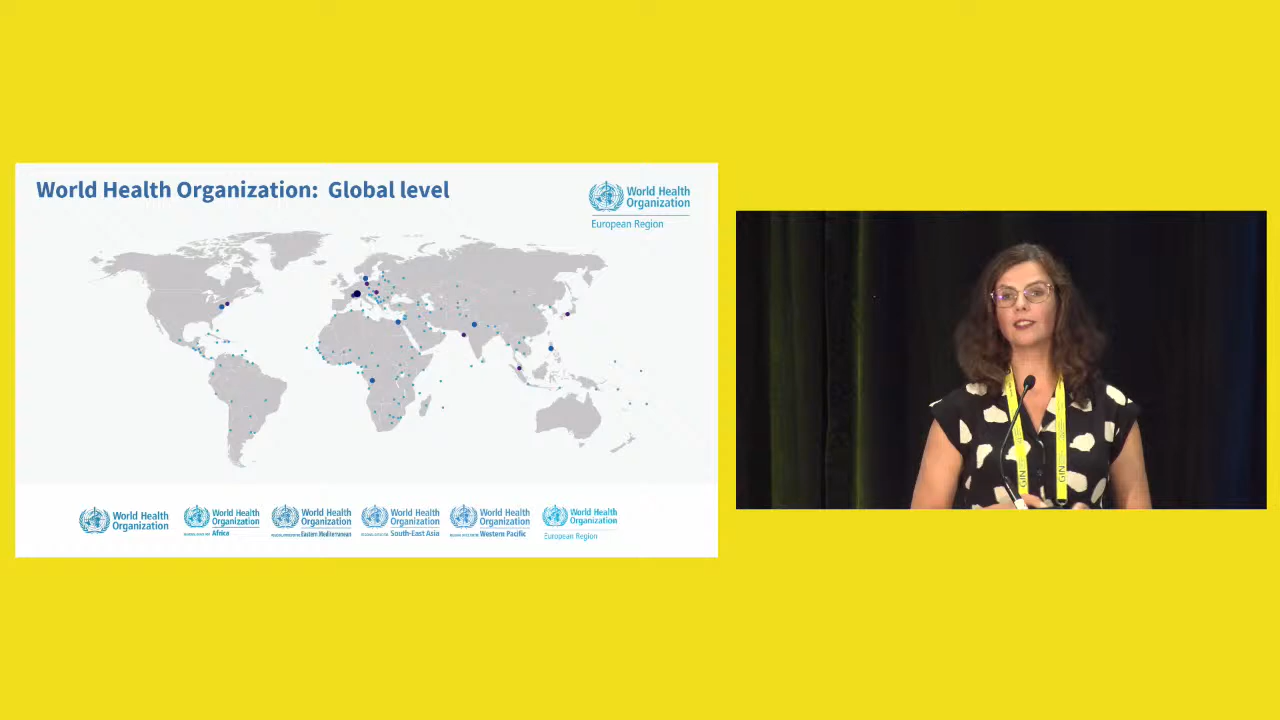 World Health Organization: Global level
World Health
Organization
European Region
World Health
Organization
World Health
Organization
Africa
World Health
Organization
Eastern Mediterranean
World Health
Organization
South-East Asia
World Health
Organization
Western Pacific
World Health
Organization
European Region
GIN
GIN